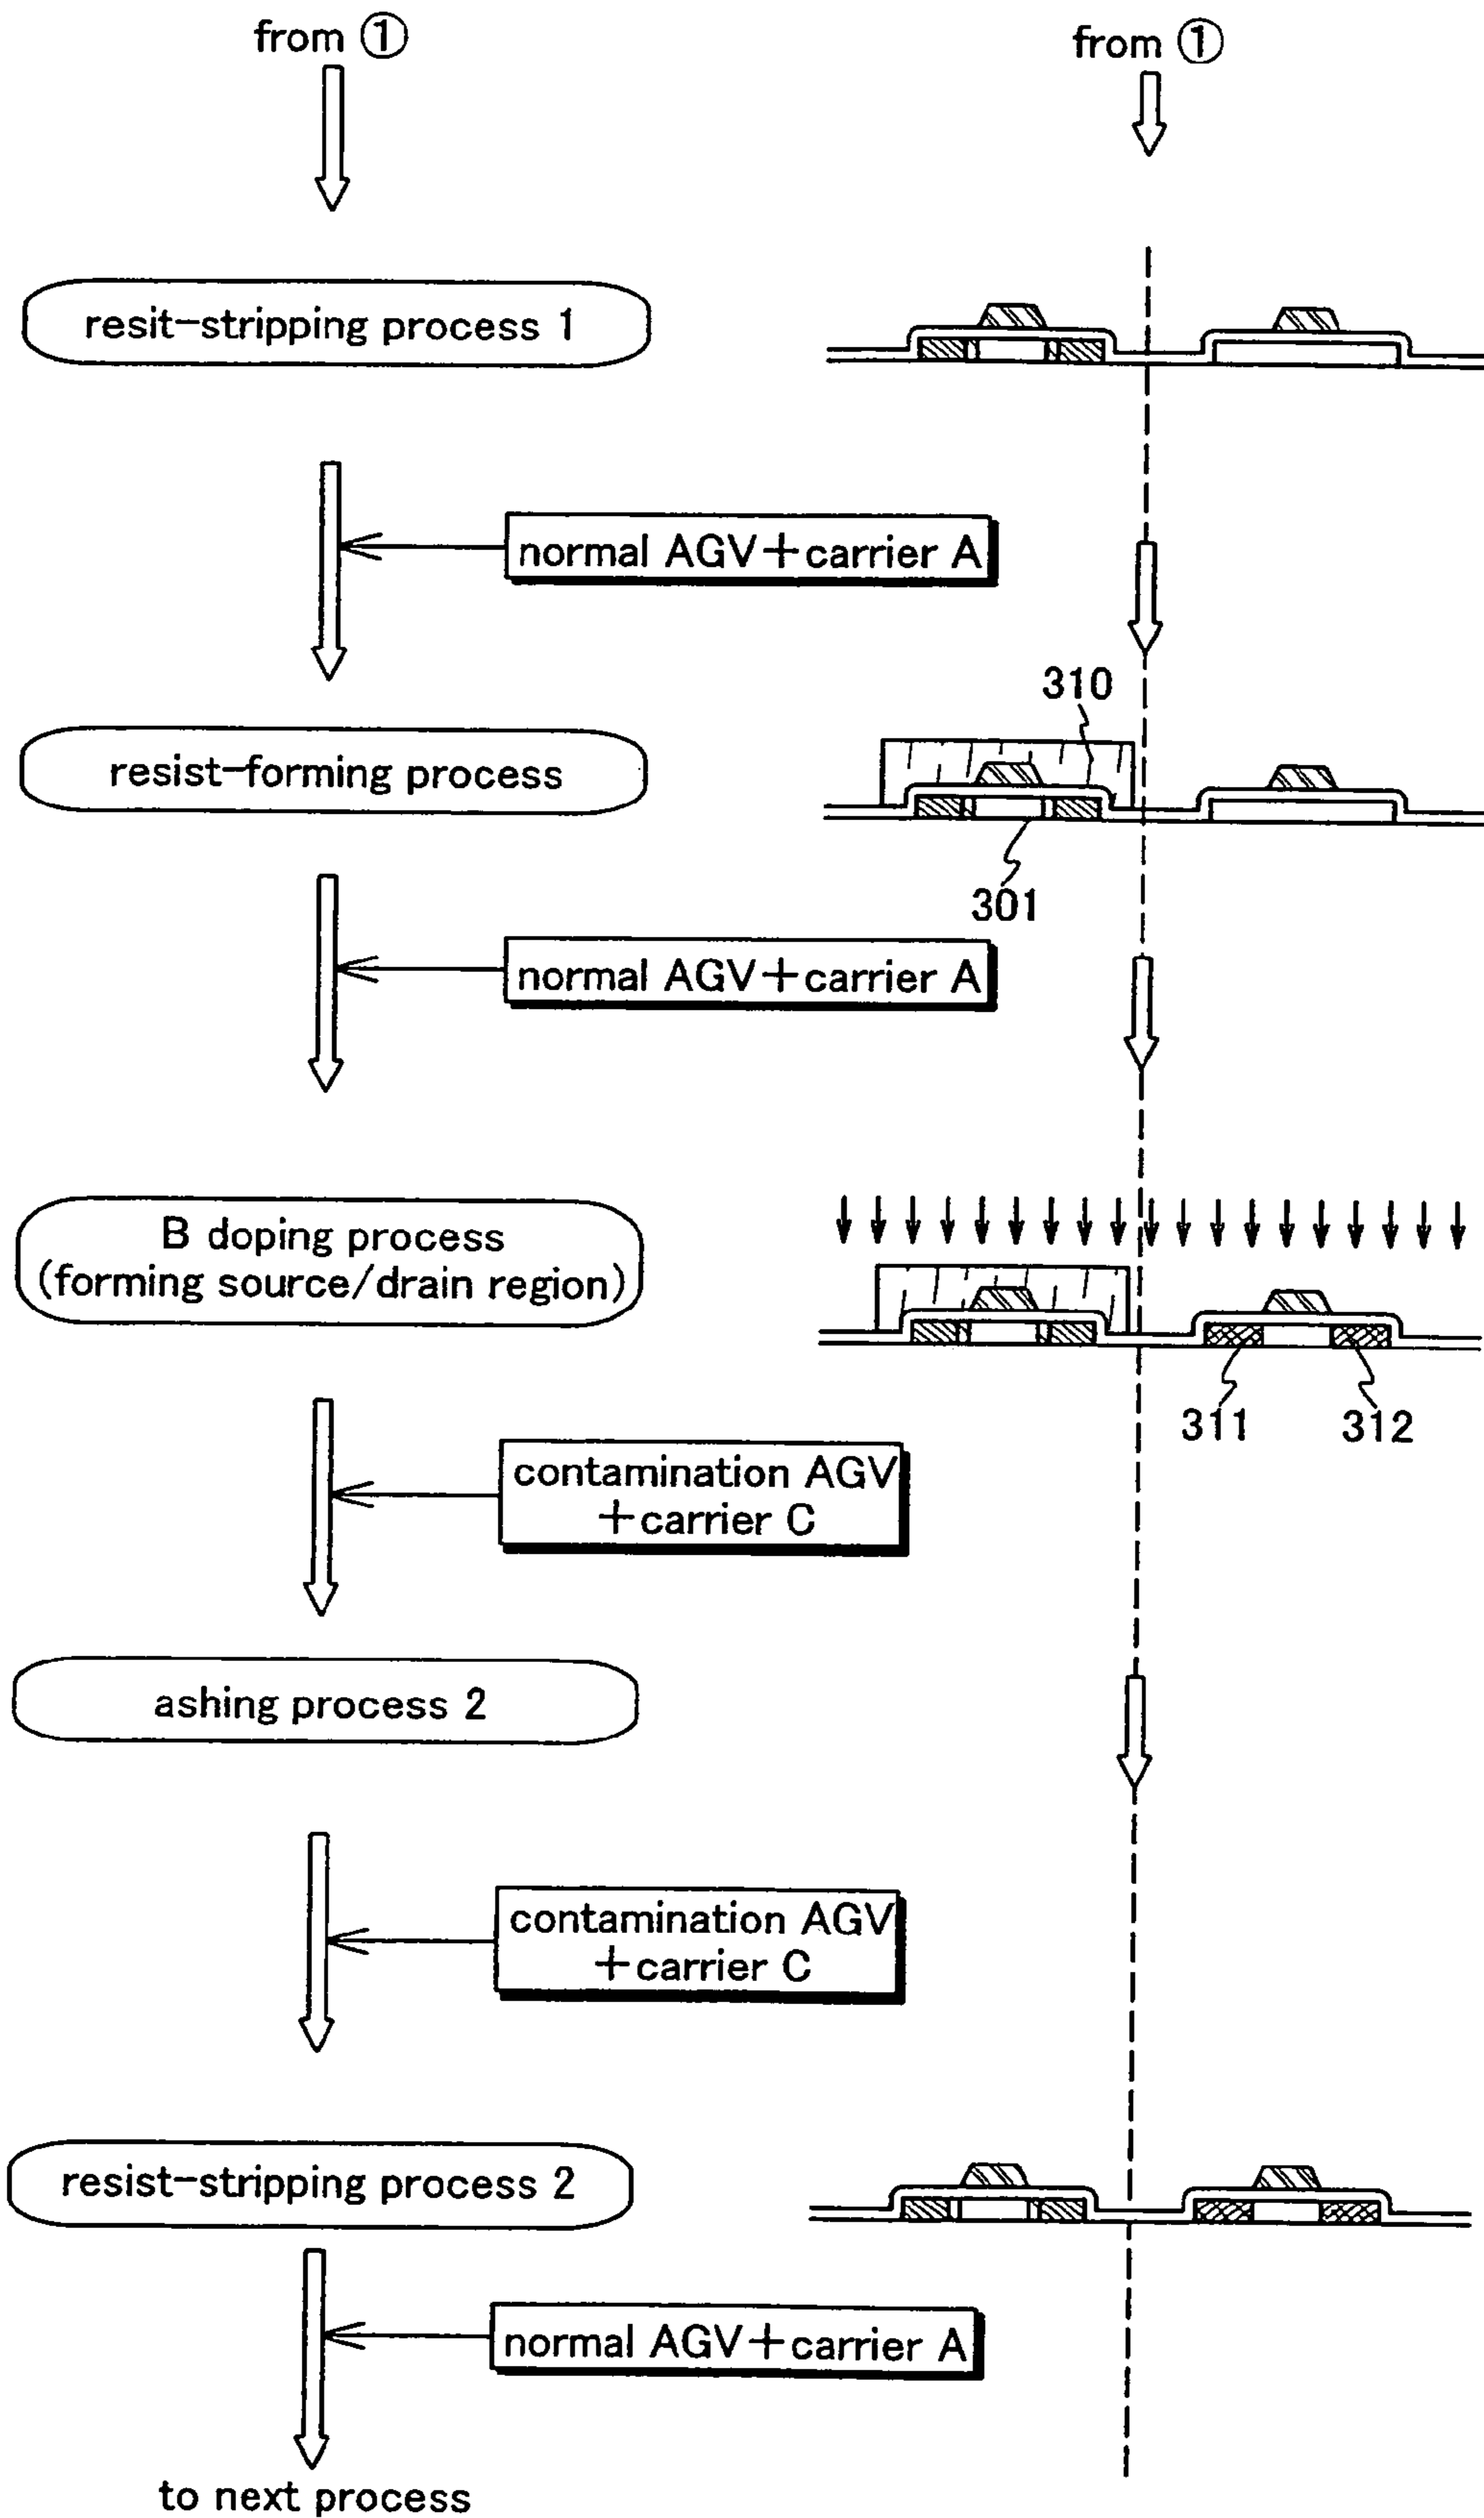 from ①
from ①
resit-stripping process 1
normal AGV+carrier A
310
resist-forming process
301
normal AGV+carrier A
B doping process
(forming source/drain region)
311
312
contamination AGV
+carrier C
ashing process 2
contamination AGV
+carrier C
resist-stripping process 2
normal AGV+carrier A
to next process